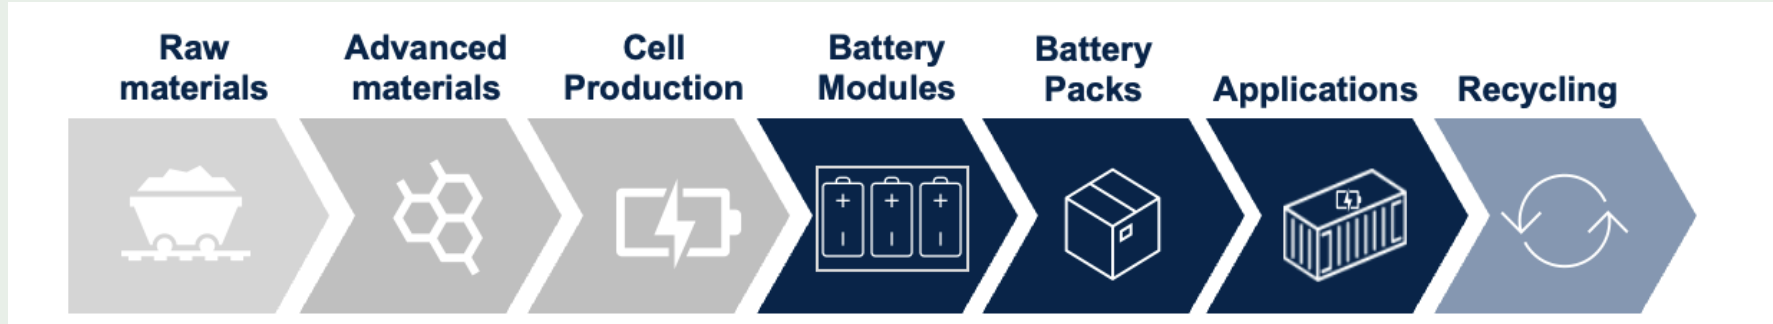 Raw
materials
Advanced
materials
Cell
Production
Battery
Modules
Battery
Packs
Applications
Recycling